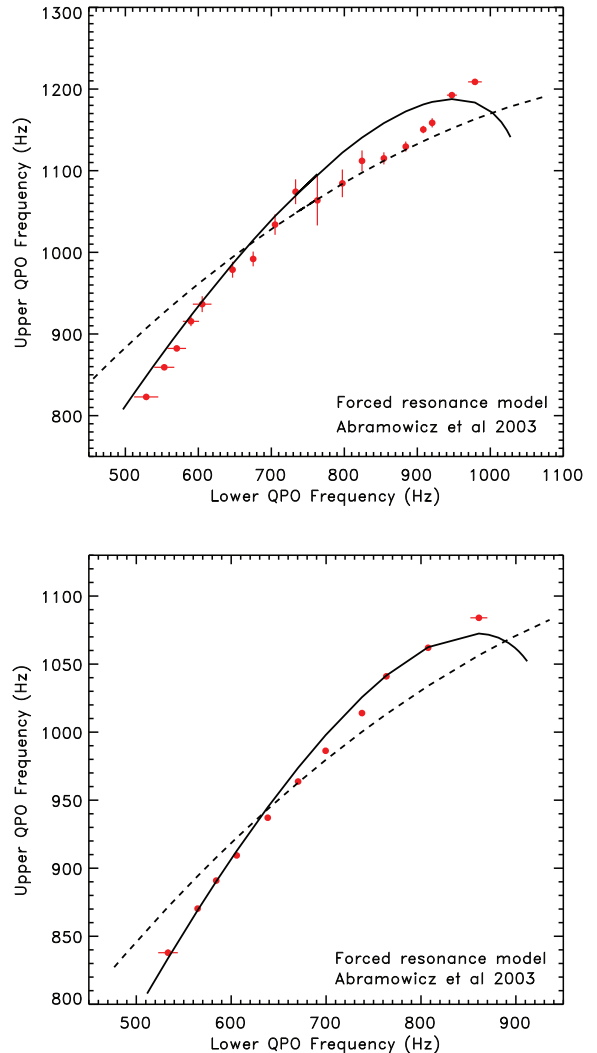 1300
1200
1100
1000
900
800
Upper QPO Frequency (Hz)
Forced resonance model
Abramowicz et al 2003
500 600 700 800 900 1000 1100
Lower QPO Frequency (Hz)
1100
1050
1000
950
900
850
800
Upper QPO Frequency (Hz)
Forced resonance model
Abramowicz et al 2003
500 600 700 800 900
Lower QPO Frequency (Hz)